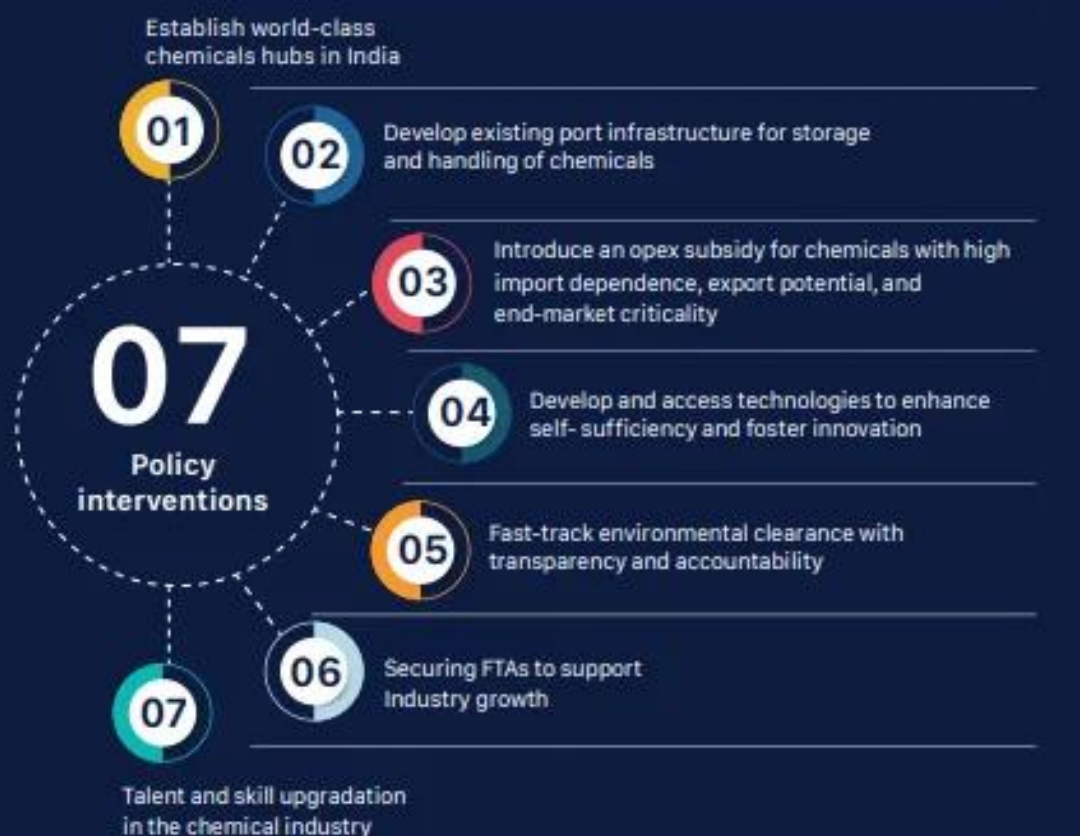 Establish world-class
chemicals hubs in India
01
02
Develop existing port infrastructure for storage
and handling of chemicals
03
Introduce an opex subsidy for chemicals with high
import dependence, export potential, and
end-market criticality
07
Policy
interventions
04
Develop and access technologies to enhance
self- sufficiency and foster innovation
05
Fast-track environmental clearance with
transparency and accountability
06
Securing FTAs to support
Industry growth
07
Talent and skill upgradation
in the chemical industry